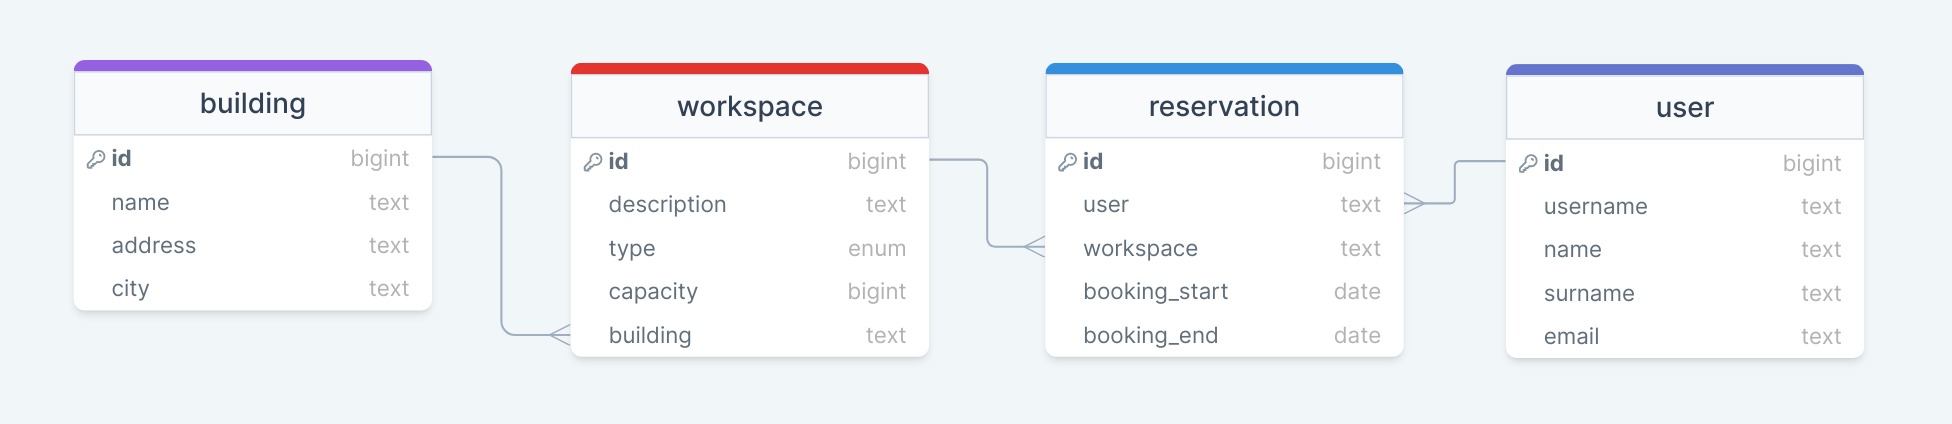 building
id bigint
name text
address text
city text
workspace
id bigint
description text
type enum
capacity bigint
building text
reservation
id bigint
user text
workspace text
booking_start date
booking_end date
user
id bigint
username text
name text
surname text
email text